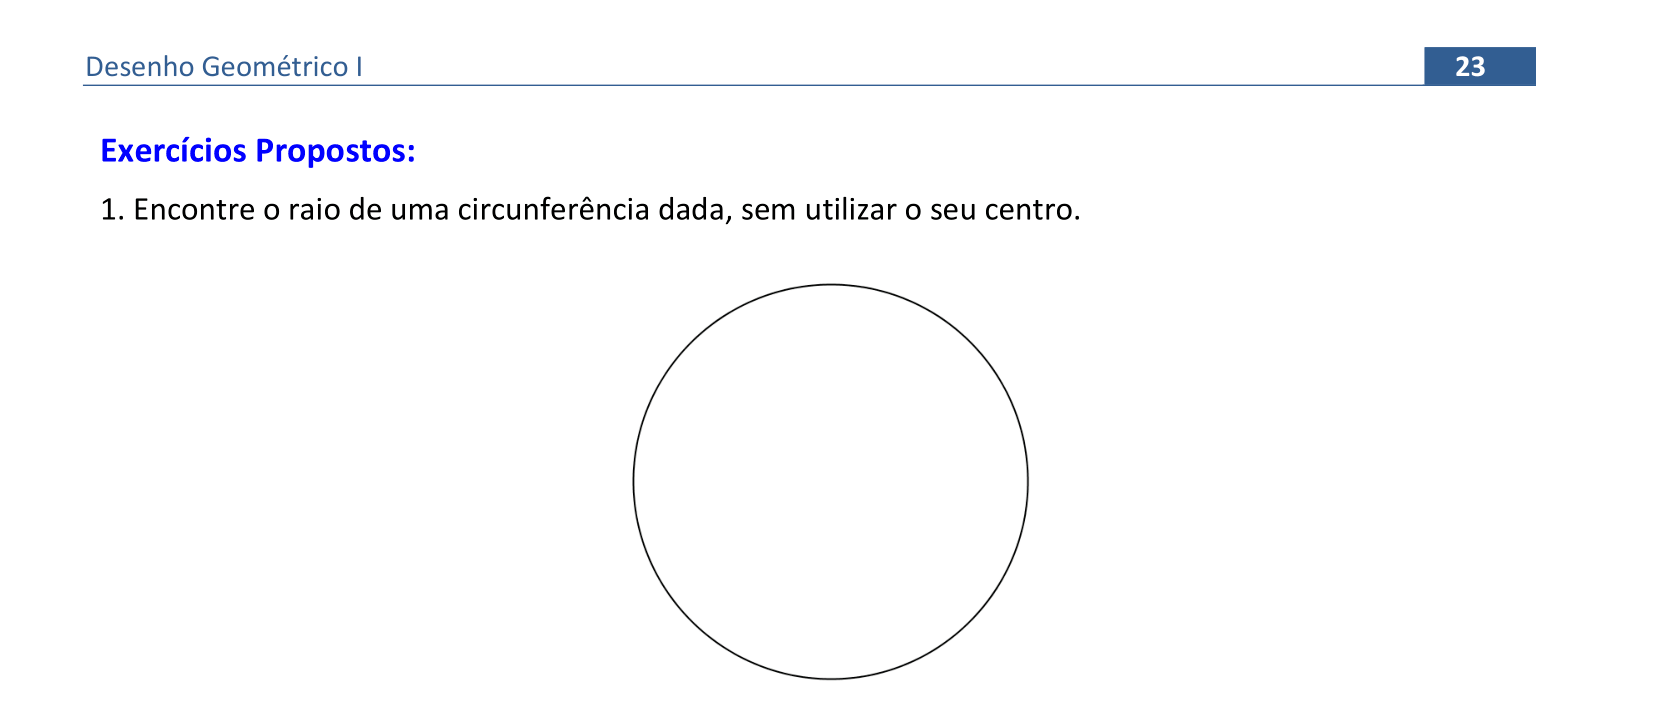 Desenho Geométrico I 23
Exercícios Propostos:
1. Encontre o raio de uma circunferência dada, sem utilizar o seu centro.